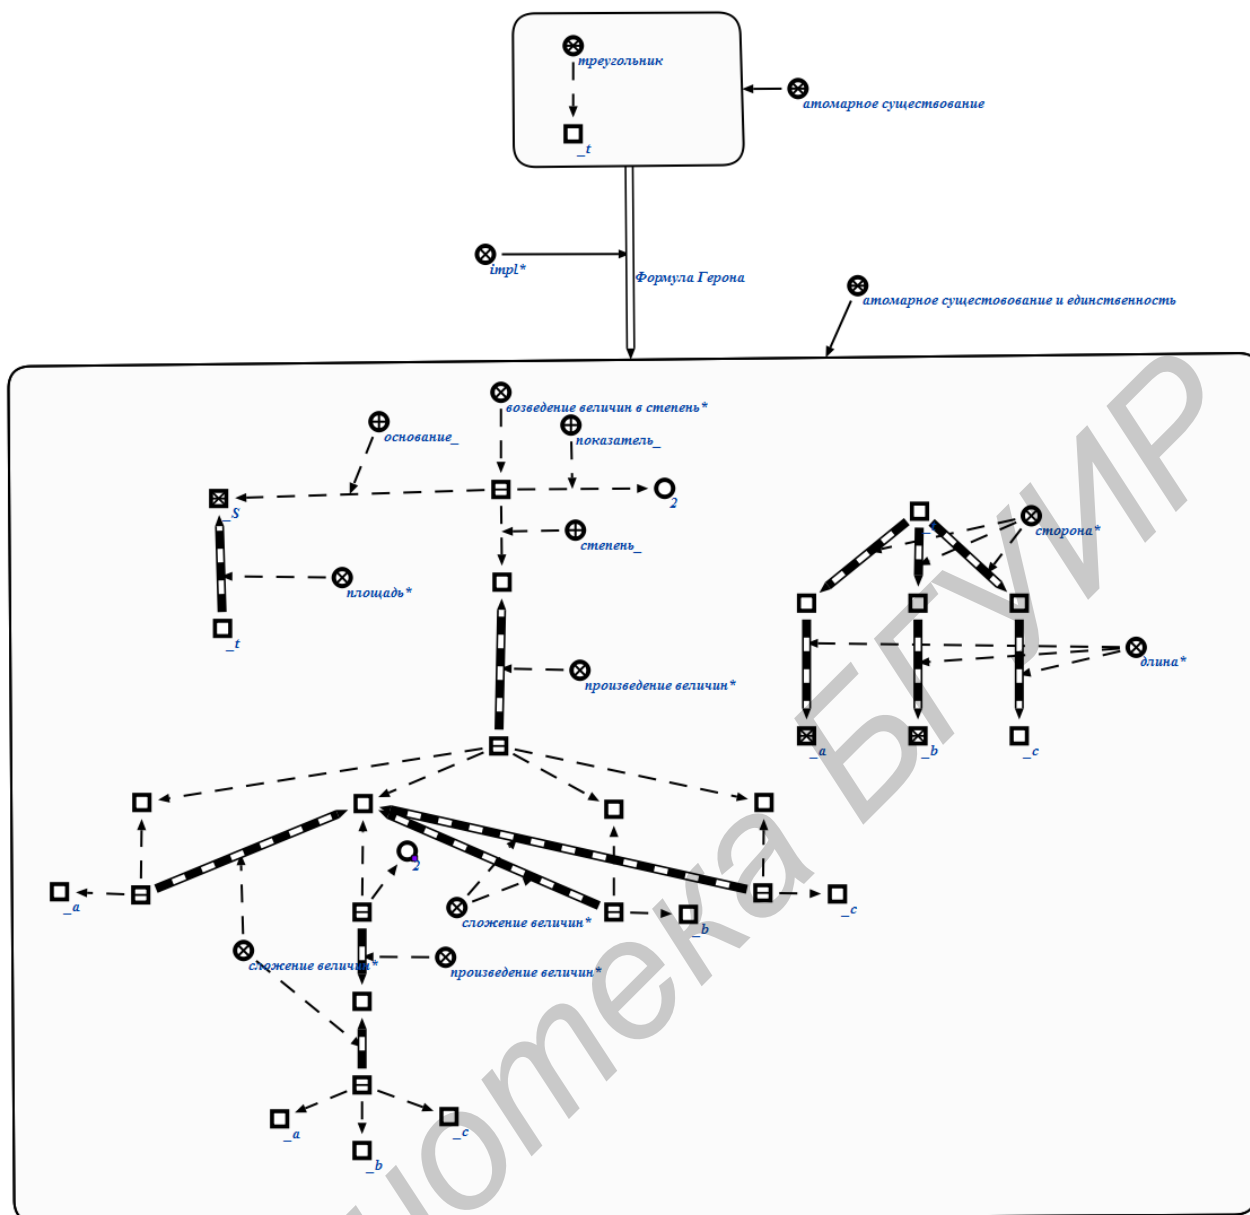 треугольник
атомарное существование
_t
impl*
Формула Герона
атомарное существовование и единственность
возведение величин в степень*
основание_
показатель_
_S
2
сторона*
степень_
площадь*
_t
длина*
произведение величин*
_a
_b
_c
2
_a
сложение величин*
_b
_c
сложение величин*
произведение величин*
_a
_c
_b
иотека БГУИР